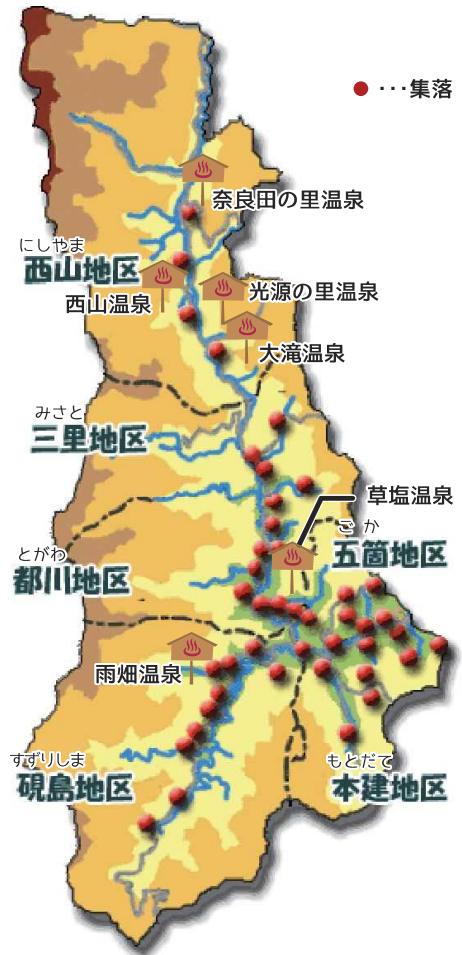 ●･･･集落
奈良田の里温泉
にしやま
西山地区
西山温泉
光源の里温泉
大滝温泉
みさと
三里地区
草塩温泉
ごか
五箇地区
とがわ
都川地区
雨畑温泉
すずりしま
硯島地区
もとだて
本建地区